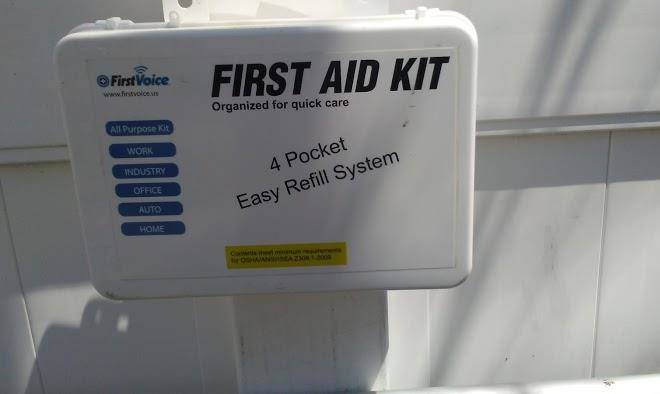 FirstVoice
www.firstvoice.us
FIRST AID KIT
Organized for quick care
All Purpose Kit
WORK
INDUSTRY
OFFICE
AUTO
HOME
4 Pocket
Easy Refill System
Contents meet minimum requirements
for OSHA/ANSI/ISEA Z308.1-2009